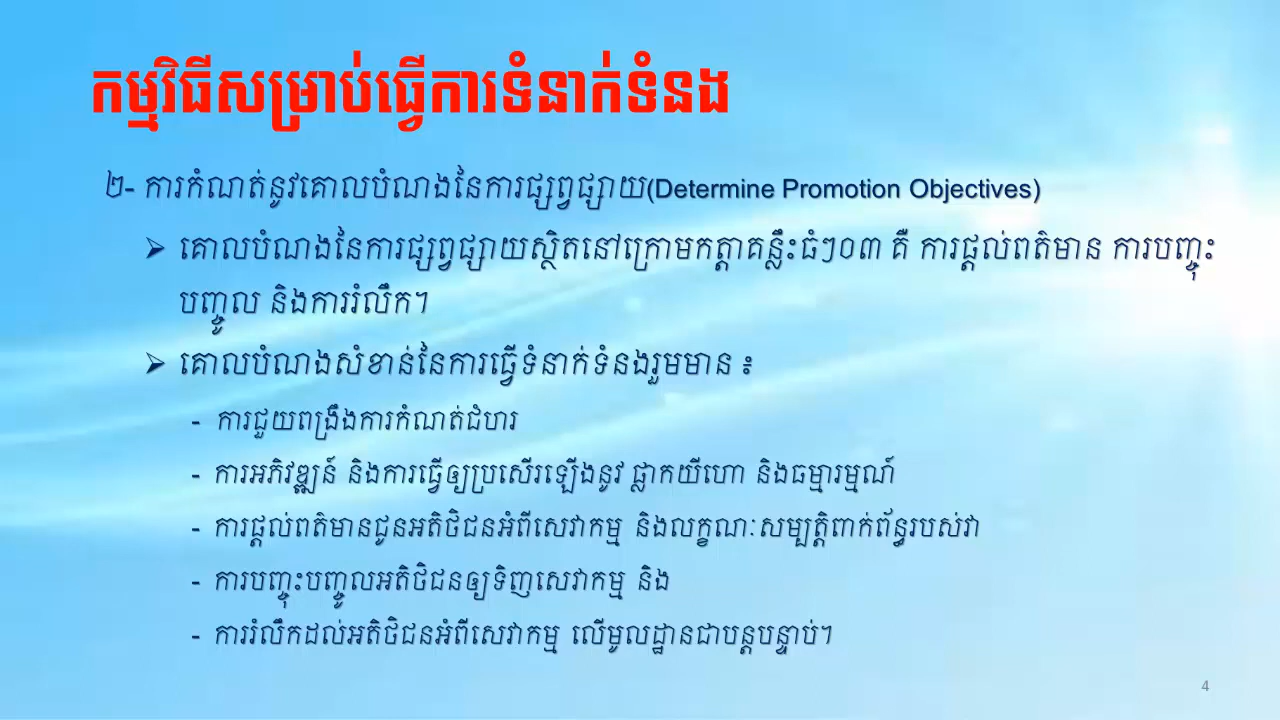 កម្មវិធីសម្រាប់ធ្វើការទំនាក់ទំនង
២- ការកំណត់នូវគោលបំណងនៃការផ្សព្វផ្សាយ(Determine Promotion Objectives)
➢ គោលបំណងនៃការផ្សព្វផ្សាយស្ថិតនៅក្រោមកត្តាគន្លឹះធំៗ០៣ គឺ ការផ្តល់ពត៌មាន ការបញ្ចុះ
បញ្ចូល និងការរំលឹក។
➢ គោលបំណងសំខាន់នៃការធ្វើទំនាក់ទំនងរួមមាន ៖
- ការជួយពង្រឹងការកំណត់ជំហរ
- ការអភិវឌ្ឍន៍ និងការធ្វើឲ្យប្រសើរឡើងនូវ ផ្លាកយីហោ និងធម្មារម្មណ៍
- ការផ្តល់ពត៌មានជូនអតិថិជនអំពីសេវាកម្ម និងលក្ខណៈសម្បត្តិពាក់ព័ន្ធរបស់វា
- ការបញ្ចុះបញ្ចូលអតិថិជនឲ្យទិញសេវាកម្ម និង
- ការរំលឹកដល់អតិថិជនអំពីសេវាកម្ម លើមូលដ្ឋានជាបន្តបន្ទាប់។
4